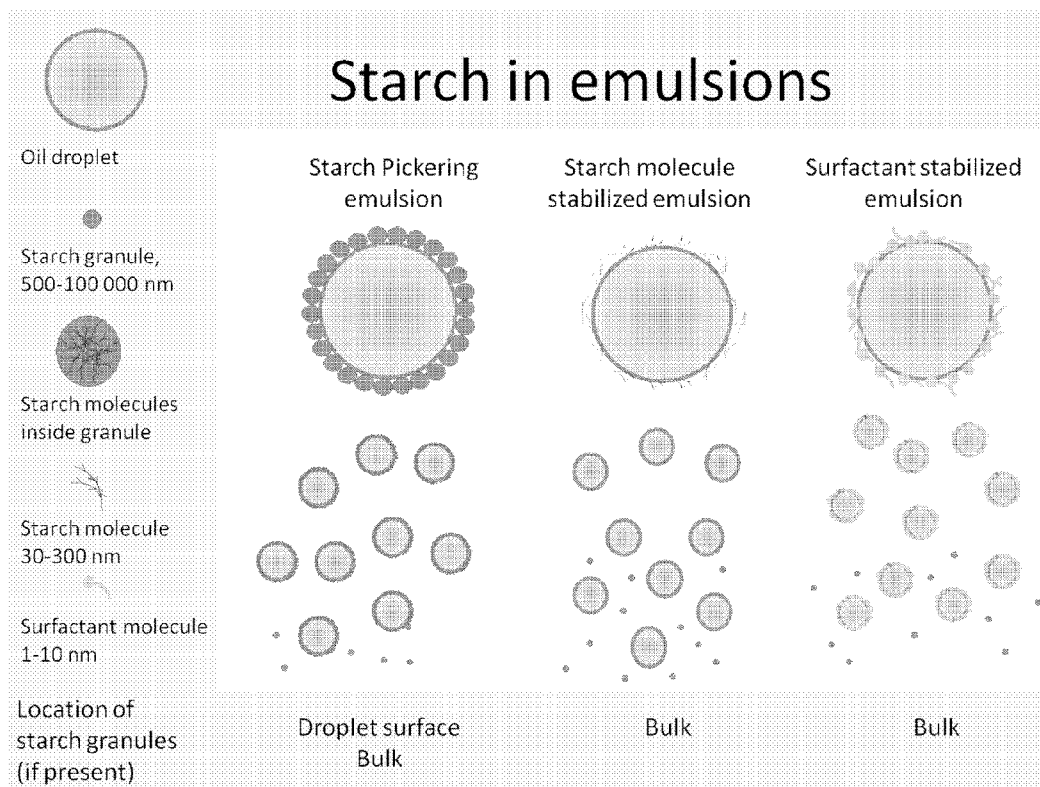 Starch in emulsions
Oil droplet
Starch granule,
500-100 000 nm
Starch molecules
inside granule
Starch molecule
30-300 nm
Surfactant molecule
1-10 nm
Starch Pickering
emulsion
Starch molecule
stabilized emulsion
Surfactant stabilized
emulsion
Location of
starch granules
(if present)
Droplet surface
Bulk
Bulk
Bulk